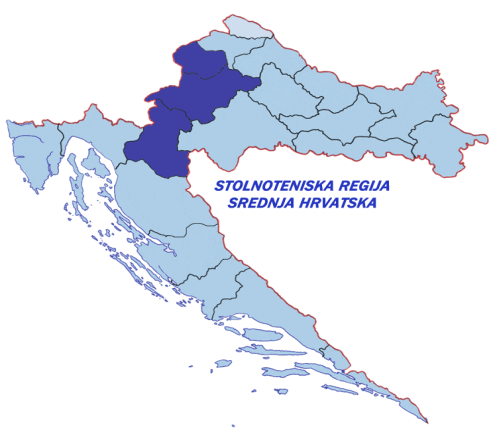 STOLNOTENISKA REGIJA
SREDNJA HRVATSKA